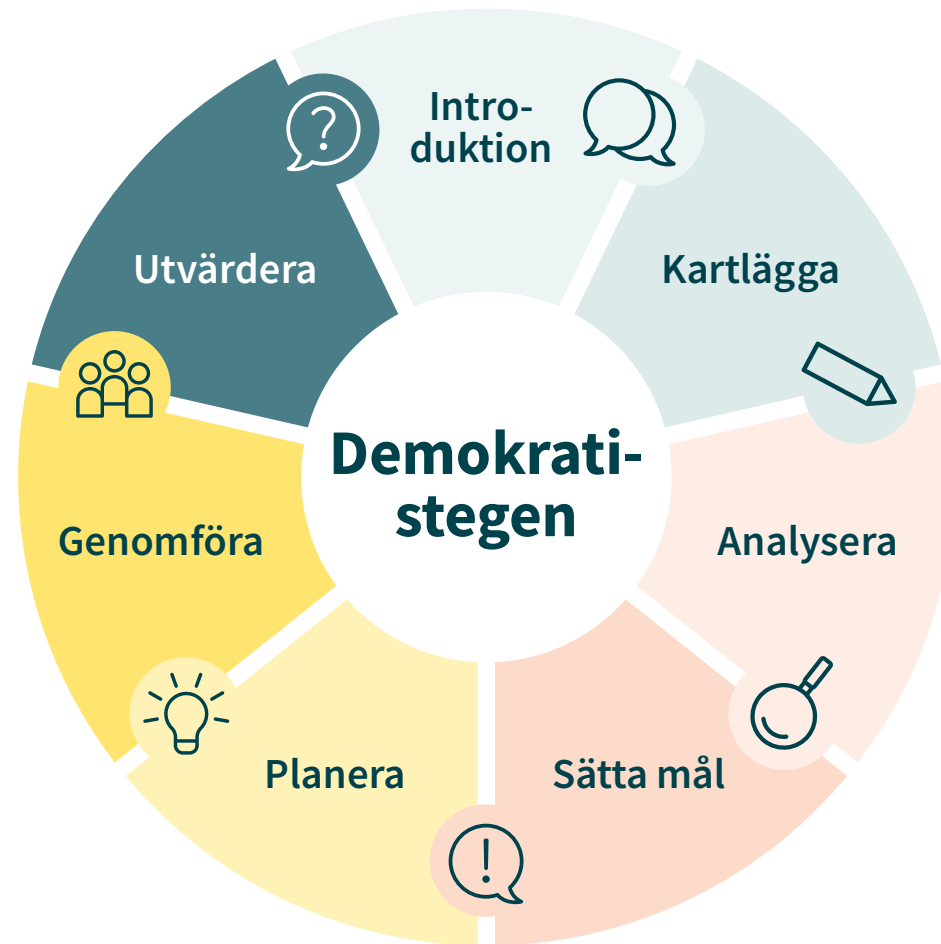 Demokrati-
stegen
Intro-
duktion
Kartlägga
Analysera
Sätta mål
Planera
Genomföra
Utvärdera
?
!